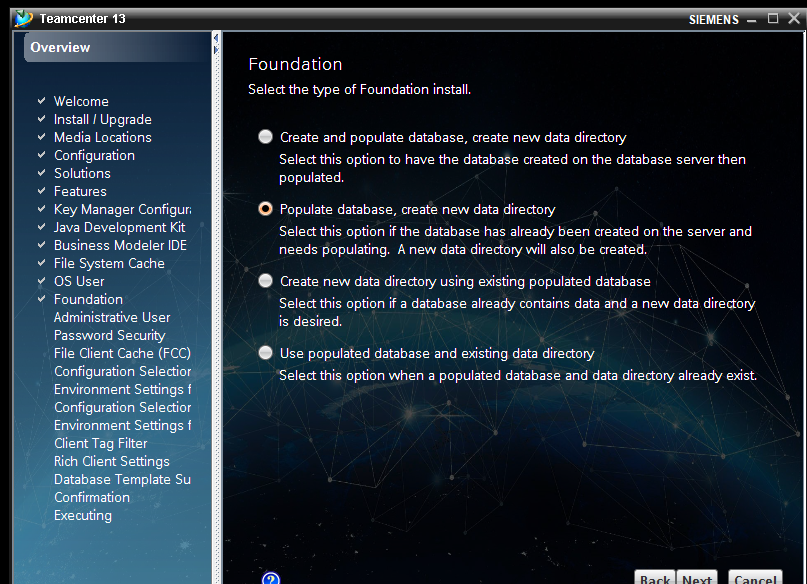 Teamcenter 13
SIEMENS
Overview
Welcome
Install / Upgrade
Media Locations
Configuration
Solutions
Features
Key Manager Configura
Java Development Kit
Business Modeler IDE
File System Cache
OS User
Foundation
Administrative User
Password Security
File Client Cache (FCC)
Configuration Selection
Environment Settings f
Configuration Selection
Environment Settings f
Client Tag Filter
Rich Client Settings
Database Template Su
Confirmation
Executing
Foundation
Select the type of Foundation install.
Create and populate database, create new data directory
Select this option to have the database created on the database server then
populated.
Populate database, create new data directory
Select this option if the database has already been created on the server and
needs populating. A new data directory will also be created.
Create new data directory using existing populated database
Select this option if a database already contains data and a new data directory
is desired.
Use populated database and existing data directory
Select this option when a populated database and data directory already exist.
?
Back Next Cancel